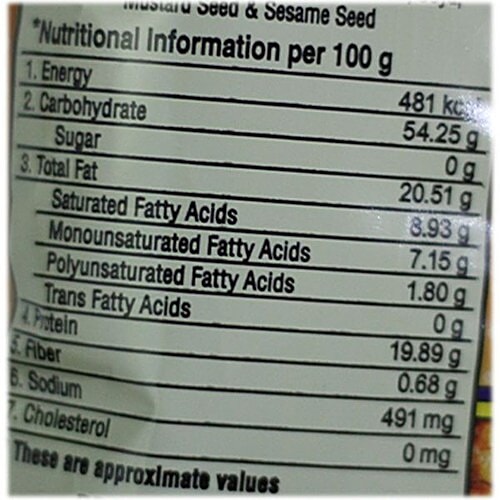 Mustard Seed & Sesame Seed
*Nutritional Information per 100 g
1. Energy 481 kc
2. Carbohydrate 54.25 g
Sugar 0 g
3. Total Fat 20.51 g
Saturated Fatty Acids 8.93 g
Monounsaturated Fatty Acids 7.15 g
Polyunsaturated Fatty Acids 1.80 g
Trans Fatty Acids 0 g
4. Protein 19.89 g
5. Fiber 0.68 g
6. Sodium 491 mg
7. Cholesterol 0 mg
These are approximate values